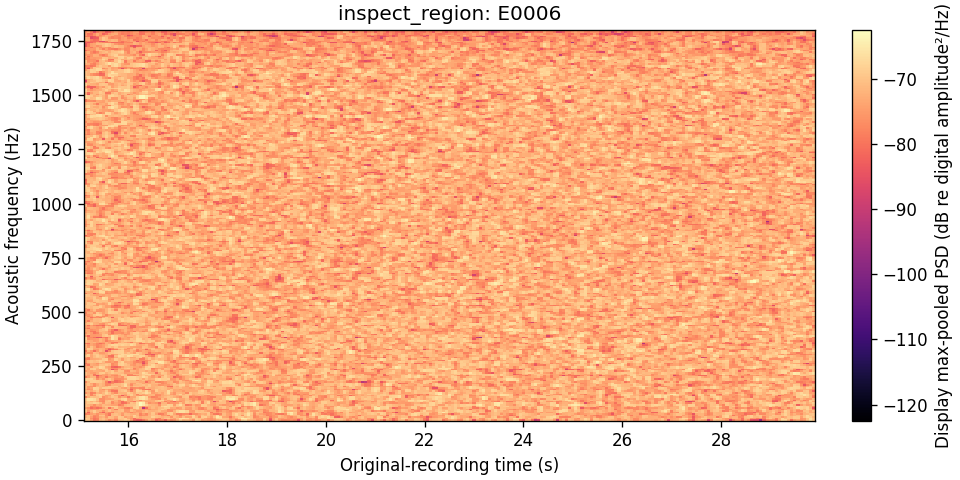 inspect_region: E0006
1750
1500
1250
1000
750
500
250
0
Acoustic frequency (Hz)
16 18 20 22 24 26 28
Original-recording time (s)
−70
−80
−90
−100
−110
−120
Display max-pooled PSD (dB re digital amplitude²/Hz)